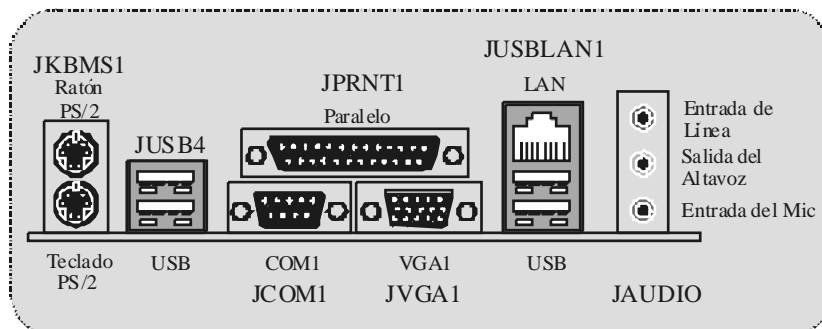 JKBMS1
Ratón
PS/2
JUSB4
JPRNT1
Paralelo
JUSBLAN1
LAN
Entrada de
Línea
Salida del
Altavoz
Entrada del Mic
Teclado
PS/2
USB
COM1
JCOM1
VGA1
JVGA1
USB
JAUDIO